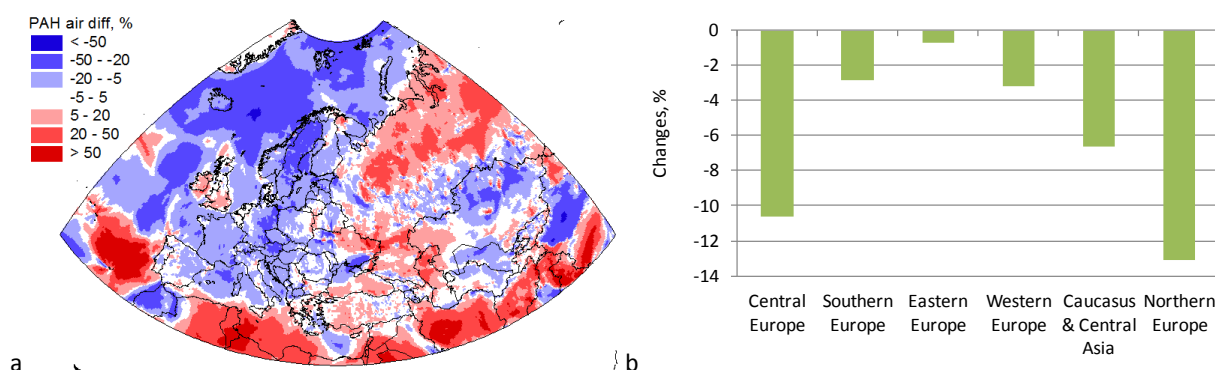 PAH air diff, %
< -50
-50 - -20
-20 - -5
-5 - 5
5 - 20
20 - 50
> 50
a
Changes, %
0
-2
-4
-6
-8
-10
-12
-14
Central
Europe
Southern
Europe
Eastern
Europe
Western
Europe
Caucasus
& Central
Asia
Northern
Europe
b